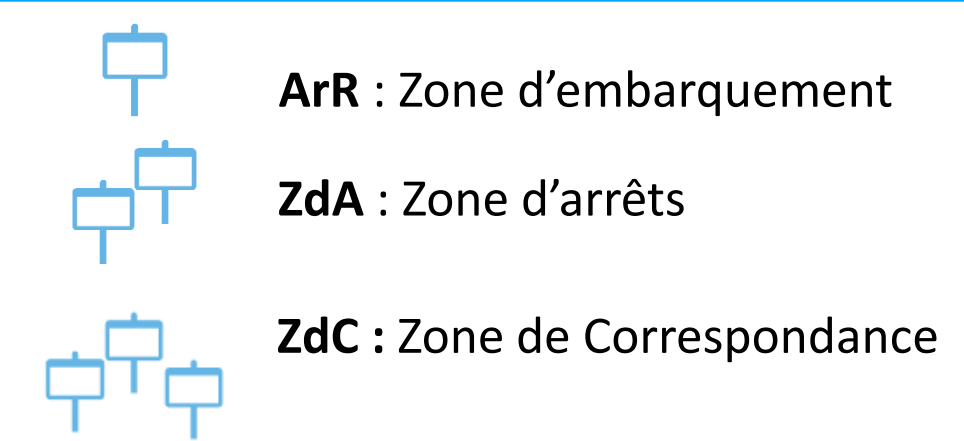 ArR : Zone d’embarquement
ZdA : Zone d’arrêts
ZdC : Zone de Correspondance